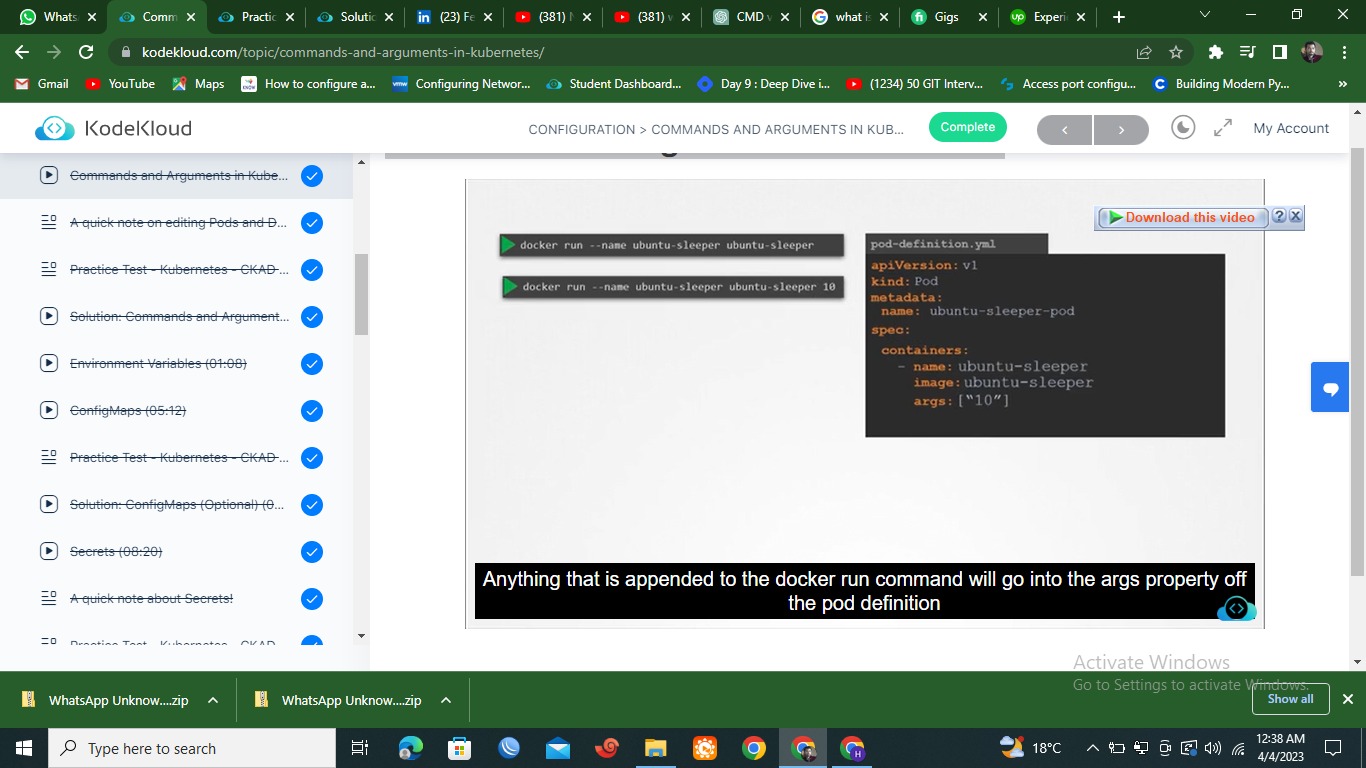 Whats
Comm
Practic
Solutic
(23) Fe
(381)
(381)
CMD
what is
Gigs
Experi
kodekloud.com/topic/commands-and-arguments-in-kubernetes/
Gmail
YouTube
Maps
How to configure a...
Configuring Networ...
Student Dashboard...
Day 9 : Deep Dive i...
(1234) 50 GIT Interv...
Access port configu...
Building Modern Py...
»
KodeKloud
CONFIGURATION > COMMANDS AND ARGUMENTS IN KUB...
Complete
My Account
Commands and Arguments in Kube...
A quick note on editing Pods and D...
Practice Test - Kubernetes - CKAD ...
Solution: Commands and Argument...
Environment Variables (01:08)
ConfigMaps (05:12)
Practice Test - Kubernetes - CKAD ...
Solution: ConfigMaps (Optional) (0...
Secrets (08:20)
A quick note about Secrets!
Practice Test - Kubernetes - CKAD
docker run --name ubuntu-sleeper ubuntu-sleeper
docker run --name ubuntu-sleeper ubuntu-sleeper 10
Download this video
pod-definition.yml
apiVersion: v1
kind: Pod
metadata:
name: ubuntu-sleeper-pod
spec:
containers:
- name: ubuntu-sleeper
image: ubuntu-sleeper
args: ["10"]
Anything that is appended to the docker run command will go into the args property off
the pod definition
Activate Windows
Go to Settings to activate Windows.
WhatsApp Unknow....zip
WhatsApp Unknow....zip
Show all
Type here to search
18°C
12:38 AM
4/4/2023